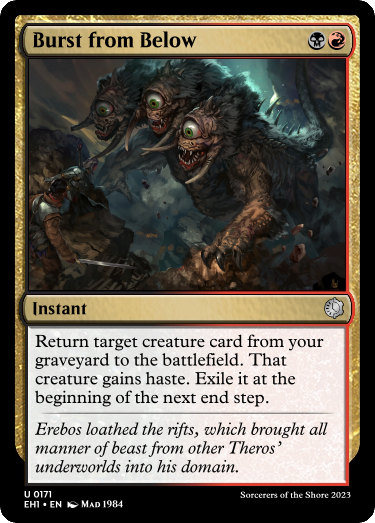 Burst from Below
Instant
Return target creature card from your
graveyard to the battlefield. That
creature gains haste. Exile it at the
beginning of the next end step.
Erebos loathed the rifts, which brought all
manner of beast from other Theros'
underworlds into his domain.
U 0171
EH1 • EN Mad 1984
Sorcerers of the Shore 2023